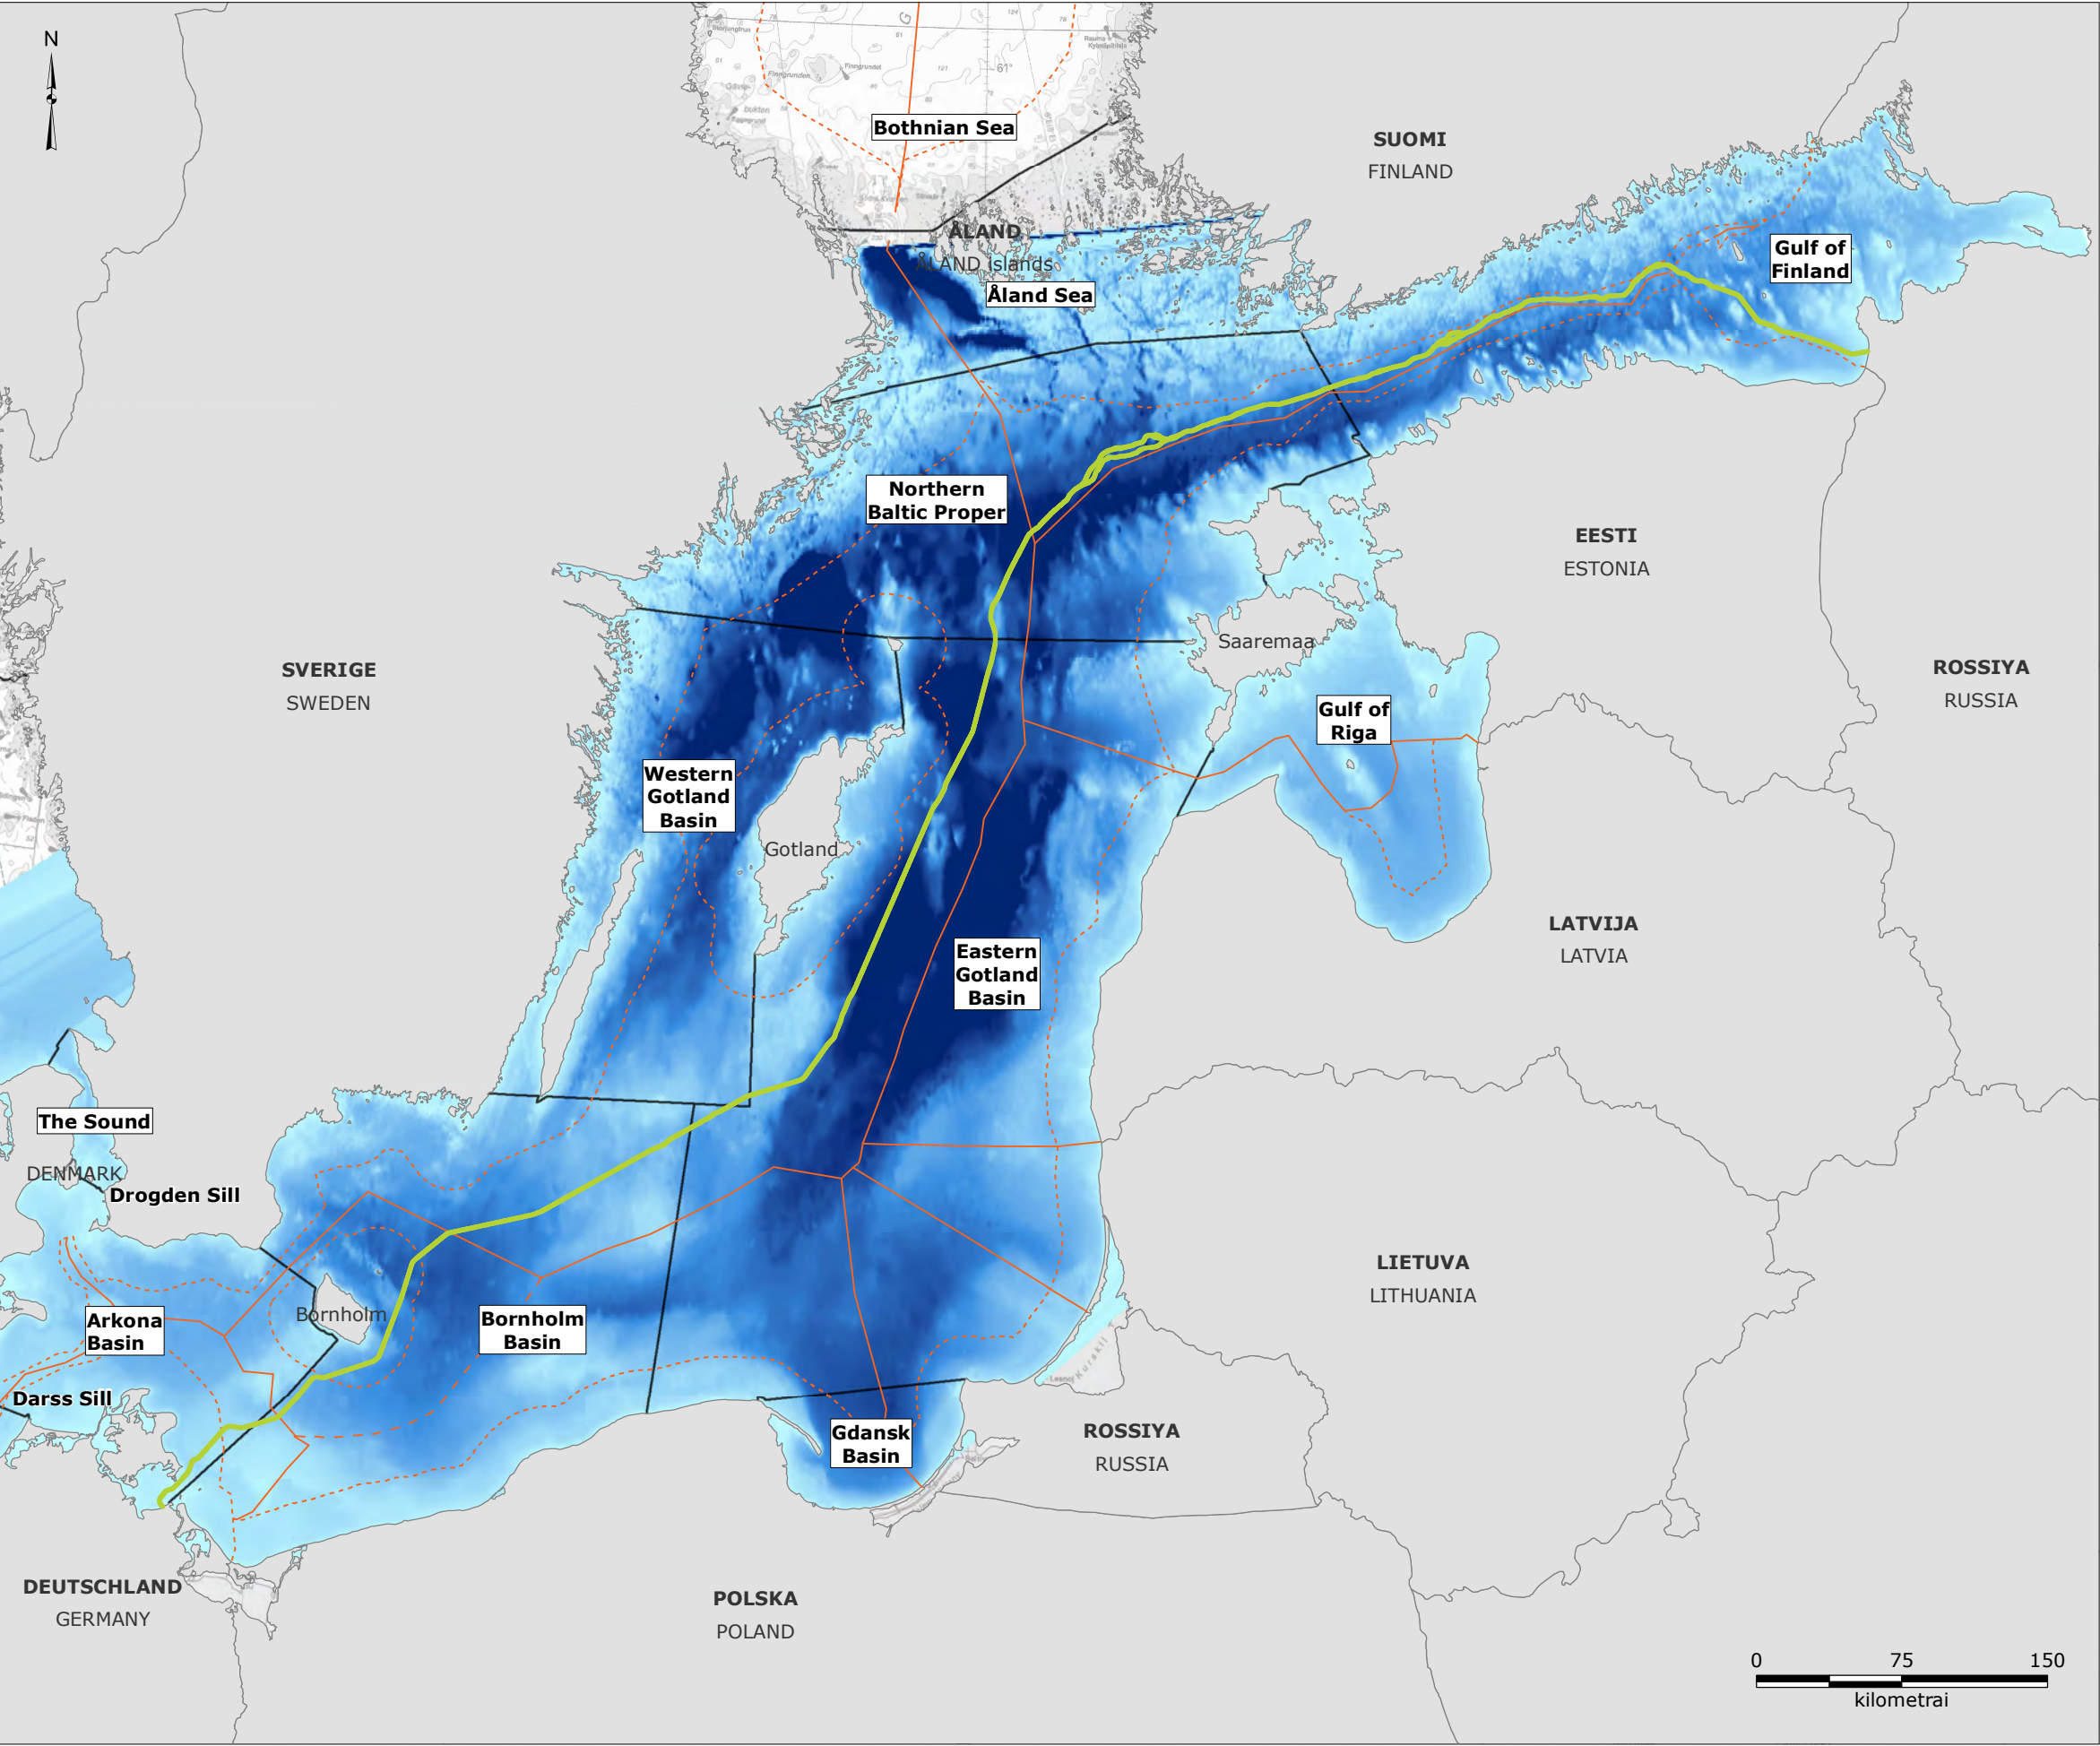 N
61°
Finngrunden
Finngrundet
Bothnian Sea
SUOMI
FINLAND
ÅLAND
ÅLAND islands
Åland Sea
Gulf of
Finland
Northern
Baltic Proper
EESTI
ESTONIA
Saaremaa
SVERIGE
SWEDEN
ROSSIYA
RUSSIA
Gulf of
Riga
Western
Gotland
Basin
Gotland
LATVIJA
LATVIA
Eastern
Gotland
Basin
The Sound
DENMARK
Drogden Sill
LIETUVA
LITHUANIA
Bornholm
Arkona
Basin
Bornholm
Basin
Darss Sill
Gdansk
Basin
ROSSIYA
RUSSIA
DEUTSCHLAND
GERMANY
POLSKA
POLAND
0 75 150
kilometrai